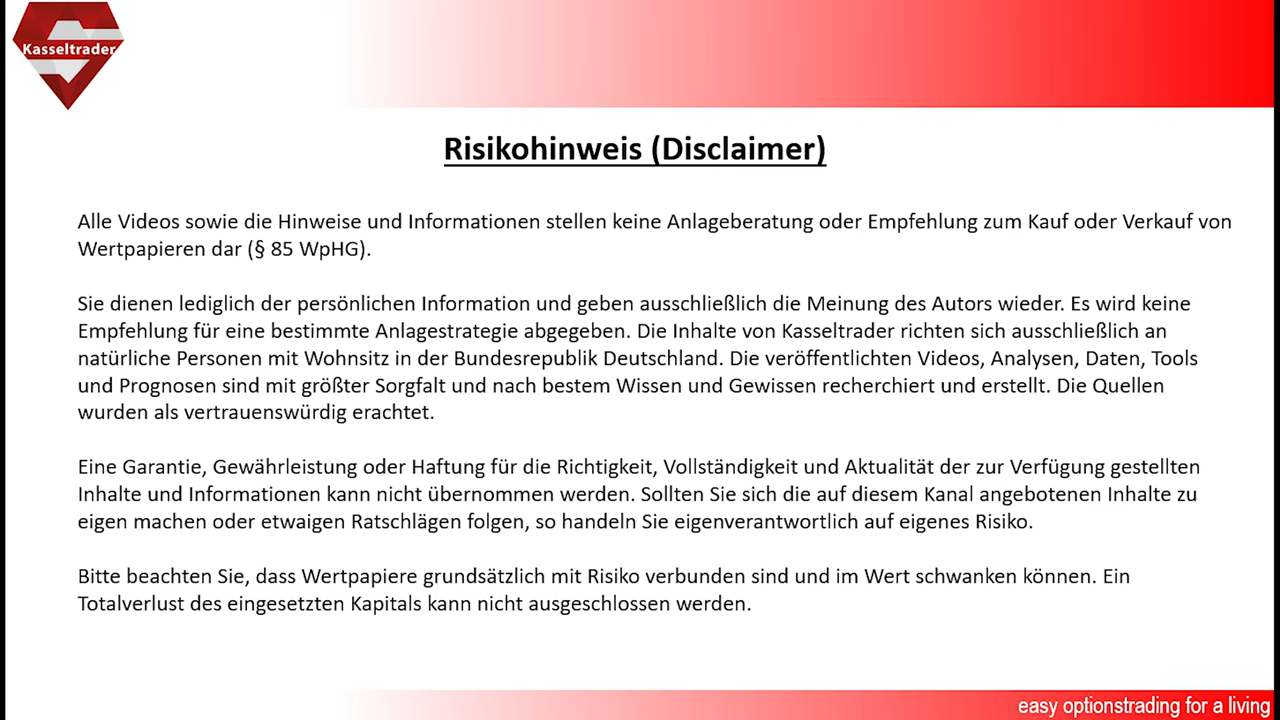 Kasseltrader
Risikohinweis (Disclaimer)
Alle Videos sowie die Hinweise und Informationen stellen keine Anlageberatung oder Empfehlung zum Kauf oder Verkauf von
Wertpapieren dar (§ 85 WpHG).
Sie dienen lediglich der persönlichen Information und geben ausschließlich die Meinung des Autors wieder. Es wird keine
Empfehlung für eine bestimmte Anlagestrategie abgegeben. Die Inhalte von Kasseltrader richten sich ausschließlich an
natürliche Personen mit Wohnsitz in der Bundesrepublik Deutschland. Die veröffentlichten Videos, Analysen, Daten, Tools
und Prognosen sind mit größter Sorgfalt und nach bestem Wissen und Gewissen recherchiert und erstellt. Die Quellen
wurden als vertrauenswürdig erachtet.
Eine Garantie, Gewährleistung oder Haftung für die Richtigkeit, Vollständigkeit und Aktualität der zur Verfügung gestellten
Inhalte und Informationen kann nicht übernommen werden. Sollten Sie sich die auf diesem Kanal angebotenen Inhalte zu
eigen machen oder etwaigen Ratschlägen folgen, so handeln Sie eigenverantwortlich auf eigenes Risiko.
Bitte beachten Sie, dass Wertpapiere grundsätzlich mit Risiko verbunden sind und im Wert schwanken können. Ein
Totalverlust des eingesetzten Kapitals kann nicht ausgeschlossen werden.
easy optionstrading for a living